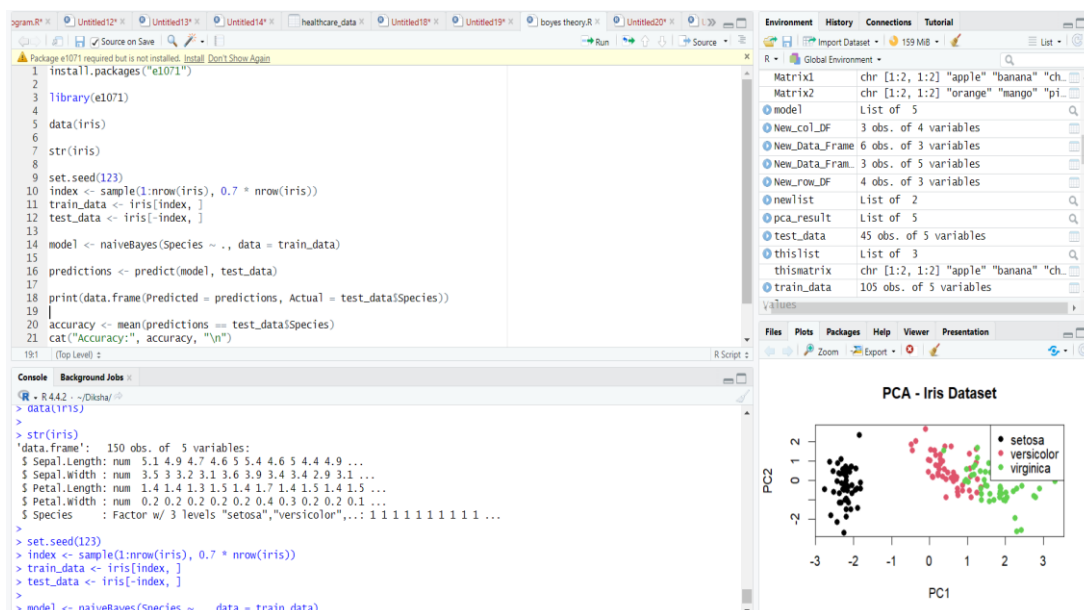 ogram.R* × Untitled12* × Untitled13* × Untitled14* × healthcare_data × Untitled18* × Untitled19* × boyes theory.R × Untitled20* ×
Source on Save Run Source
Package e1071 required but is not installed. Install Don't Show Again
1 install.packages("e1071")
2
3 library(e1071)
4
5 data(iris)
6
7 str(iris)
8
9 set.seed(123)
10 index <- sample(1:nrow(iris), 0.7 * nrow(iris))
11 train_data <- iris[index, ]
12 test_data <- iris[-index, ]
13
14 model <- naiveBayes(Species ~ ., data = train_data)
15
16 predictions <- predict(model, test_data)
17
18 print(data.frame(Predicted = predictions, Actual = test_data$Species))
19
20 accuracy <- mean(predictions == test_data$Species)
21 cat("Accuracy:", accuracy, "\n")
19:1 (Top Level) R Script
Console Background Jobs ×
R • R 4.4.2 · ~/Diksha/
> data(iris)
>
> str(iris)
'data.frame': 150 obs. of 5 variables:
$ Sepal.Length: num 5.1 4.9 4.7 4.6 5 5.4 4.6 5 4.4 4.9 ...
$ Sepal.Width : num 3.5 3 3.2 3.1 3.6 3.9 3.4 3.4 2.9 3.1 ...
$ Petal.Length: num 1.4 1.4 1.3 1.5 1.4 1.7 1.4 1.5 1.4 1.5 ...
$ Petal.Width : num 0.2 0.2 0.2 0.2 0.2 0.4 0.3 0.2 0.2 0.1 ...
$ Species : Factor w/ 3 levels "setosa","versicolor",..: 1 1 1 1 1 1 1 1 1 1 ...
>
> set.seed(123)
> index <- sample(1:nrow(iris), 0.7 * nrow(iris))
> train_data <- iris[index, ]
> test_data <- iris[-index, ]
>
> model <- naiveBayes(Species ~ ., data = train_data)
Environment History Connections Tutorial
Import Dataset 159 MiB List
R Global Environment
Matrix1 chr [1:2, 1:2] "apple" "banana" "ch…
Matrix2 chr [1:2, 1:2] "orange" "mango" "pi…
model List of 5
New_col_DF 3 obs. of 4 variables
New_Data_Frame 6 obs. of 3 variables
New_Data_Fram… 3 obs. of 5 variables
New_row_DF 4 obs. of 3 variables
newlist List of 2
pca_result List of 5
test_data 45 obs. of 5 variables
thislist List of 3
thismatrix chr [1:2, 1:2] "apple" "banana" "ch…
train_data 105 obs. of 5 variables
Values
Files Plots Packages Help Viewer Presentation
Zoom Export
PCA - Iris Dataset
setosa
versicolor
virginica
PC2
2
1
0
-2
-3 -2 -1 0 1 2 3
PC1